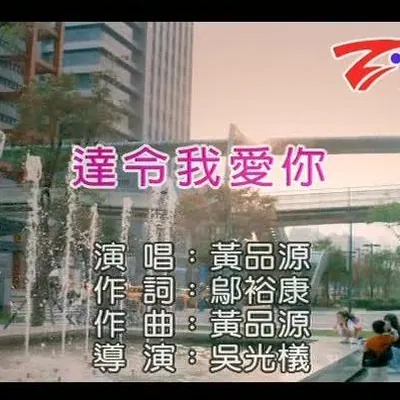 達令我愛你
演 唱：黃品源
作 詞：鄔裕康
作 曲：黃品源
導 演：吳光檥